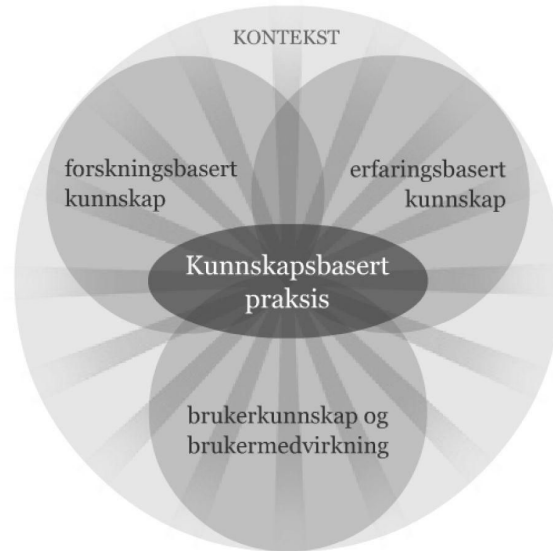 KONTEKST
forskningsbasert
kunnskap
erfaringsbasert
kunnskap
Kunnskapsbasert
praksis
brukerkunnskap og
brukermedvirkning